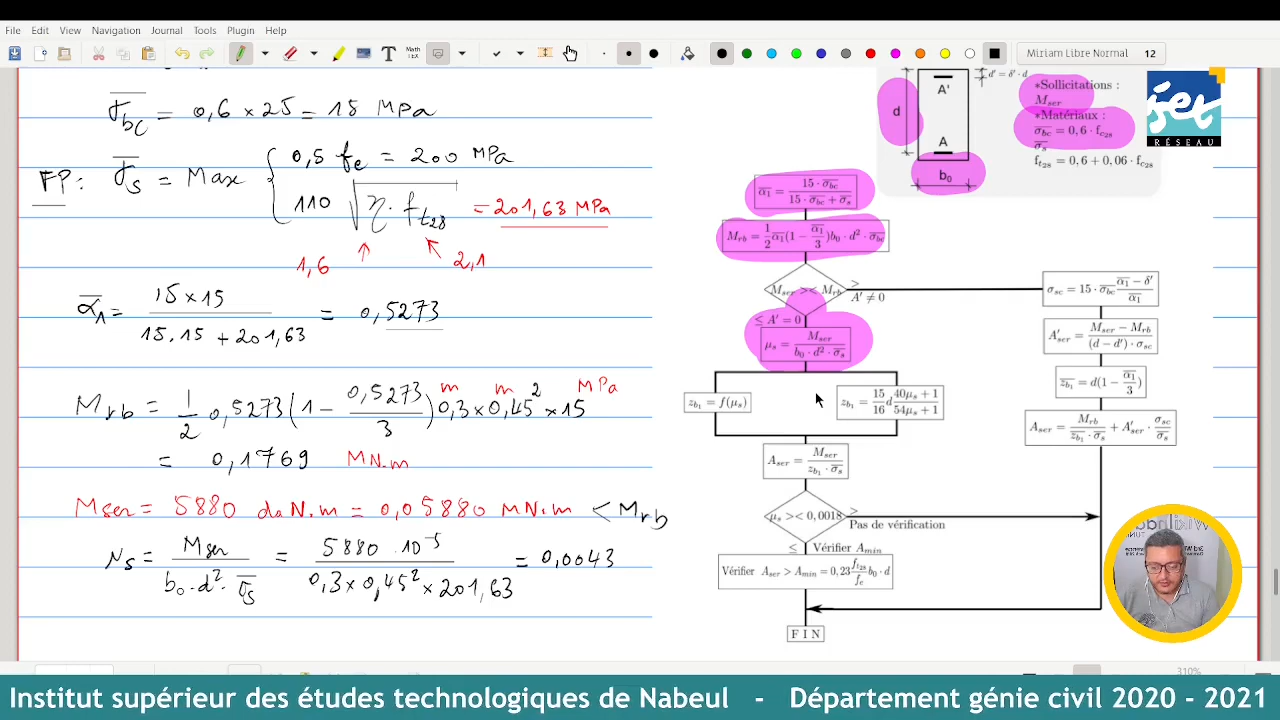 File Edit View Navigation Journal Tools Plugin Help
Miriam Libre Normal 12
σ̅bc = 0,6 × 25 = 15 MPa
FP: σ̅s = Max { 0,5 fe = 200 MPa
110 √η · ft28 = 201,63 MPa
1,6 2,1
α̅1 = 15 × 15 / 15.15 + 201,63 = 0,5273
Mrb = 1/2 0,5273 (1 − 0,5273/3) 0,3 × 0,45² × 15
m m MPa
= 0,1769 MN.m
Mser = 5880 daN.m = 0,05880 MN.m < Mrb
μs = Mser / b0 · d² · σ̅s = 5880 · 10⁻⁵ / 0,3 × 0,45² × 201,63 = 0,0043
d
A'
A
b0
d' = δ' · d
∗Sollicitations :
Mser
∗Matériaux :
σ̅bc = 0,6 · fc28
σ̅s
ft28 = 0,6 + 0,06 · fc28
RÉSEAU
α̅1 = 15 · σ̅bc / 15 · σ̅bc + σ̅s
Mrb = 1/2 α̅1(1 − α̅1/3) b0 · d² · σ̅bc
Mser >< Mrb
>
A' ≠ 0
≤ A' = 0
μs = Mser / b0 · d² · σ̅s
zb1 = f(μs)
zb1 = 15/16 d 40μs + 1 / 54μs + 1
Aser = Mser / zb1 · σ̅s
μs >< 0,0018
>
Pas de vérification
≤ Vérifier Amin
Vérifier Aser > Amin = 0,23 ft28/fe b0 · d
F I N
σsc = 15 · σ̅bc α̅1 − δ' / α̅1
A'ser = Mser − Mrb / (d − d') · σsc
z̅b1 = d(1 − α̅1/3)
Aser = Mrb / z̅b1 · σ̅s + A'ser · σsc/σ̅s
310%
Institut supérieur des études technologiques de Nabeul - Département génie civil 2020 - 2021